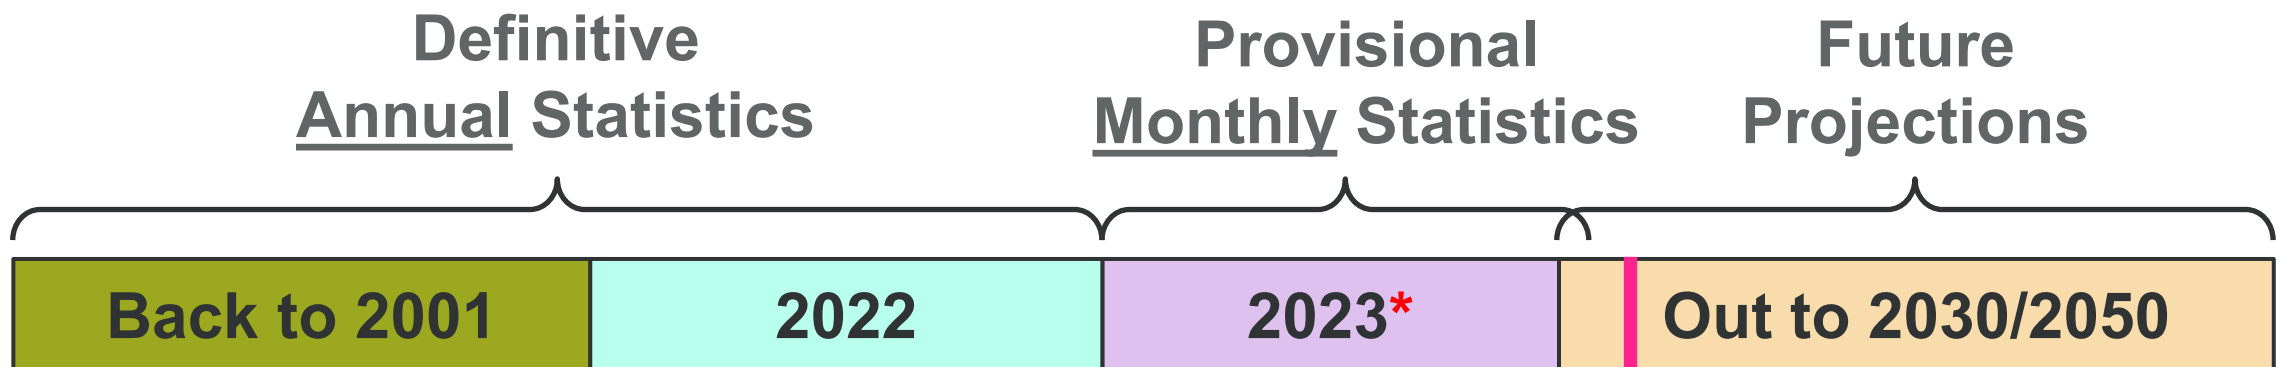 Definitive
Annual Statistics
Provisional
Monthly Statistics
Future
Projections
Back to 2001
2022
2023*
Out to 2030/2050